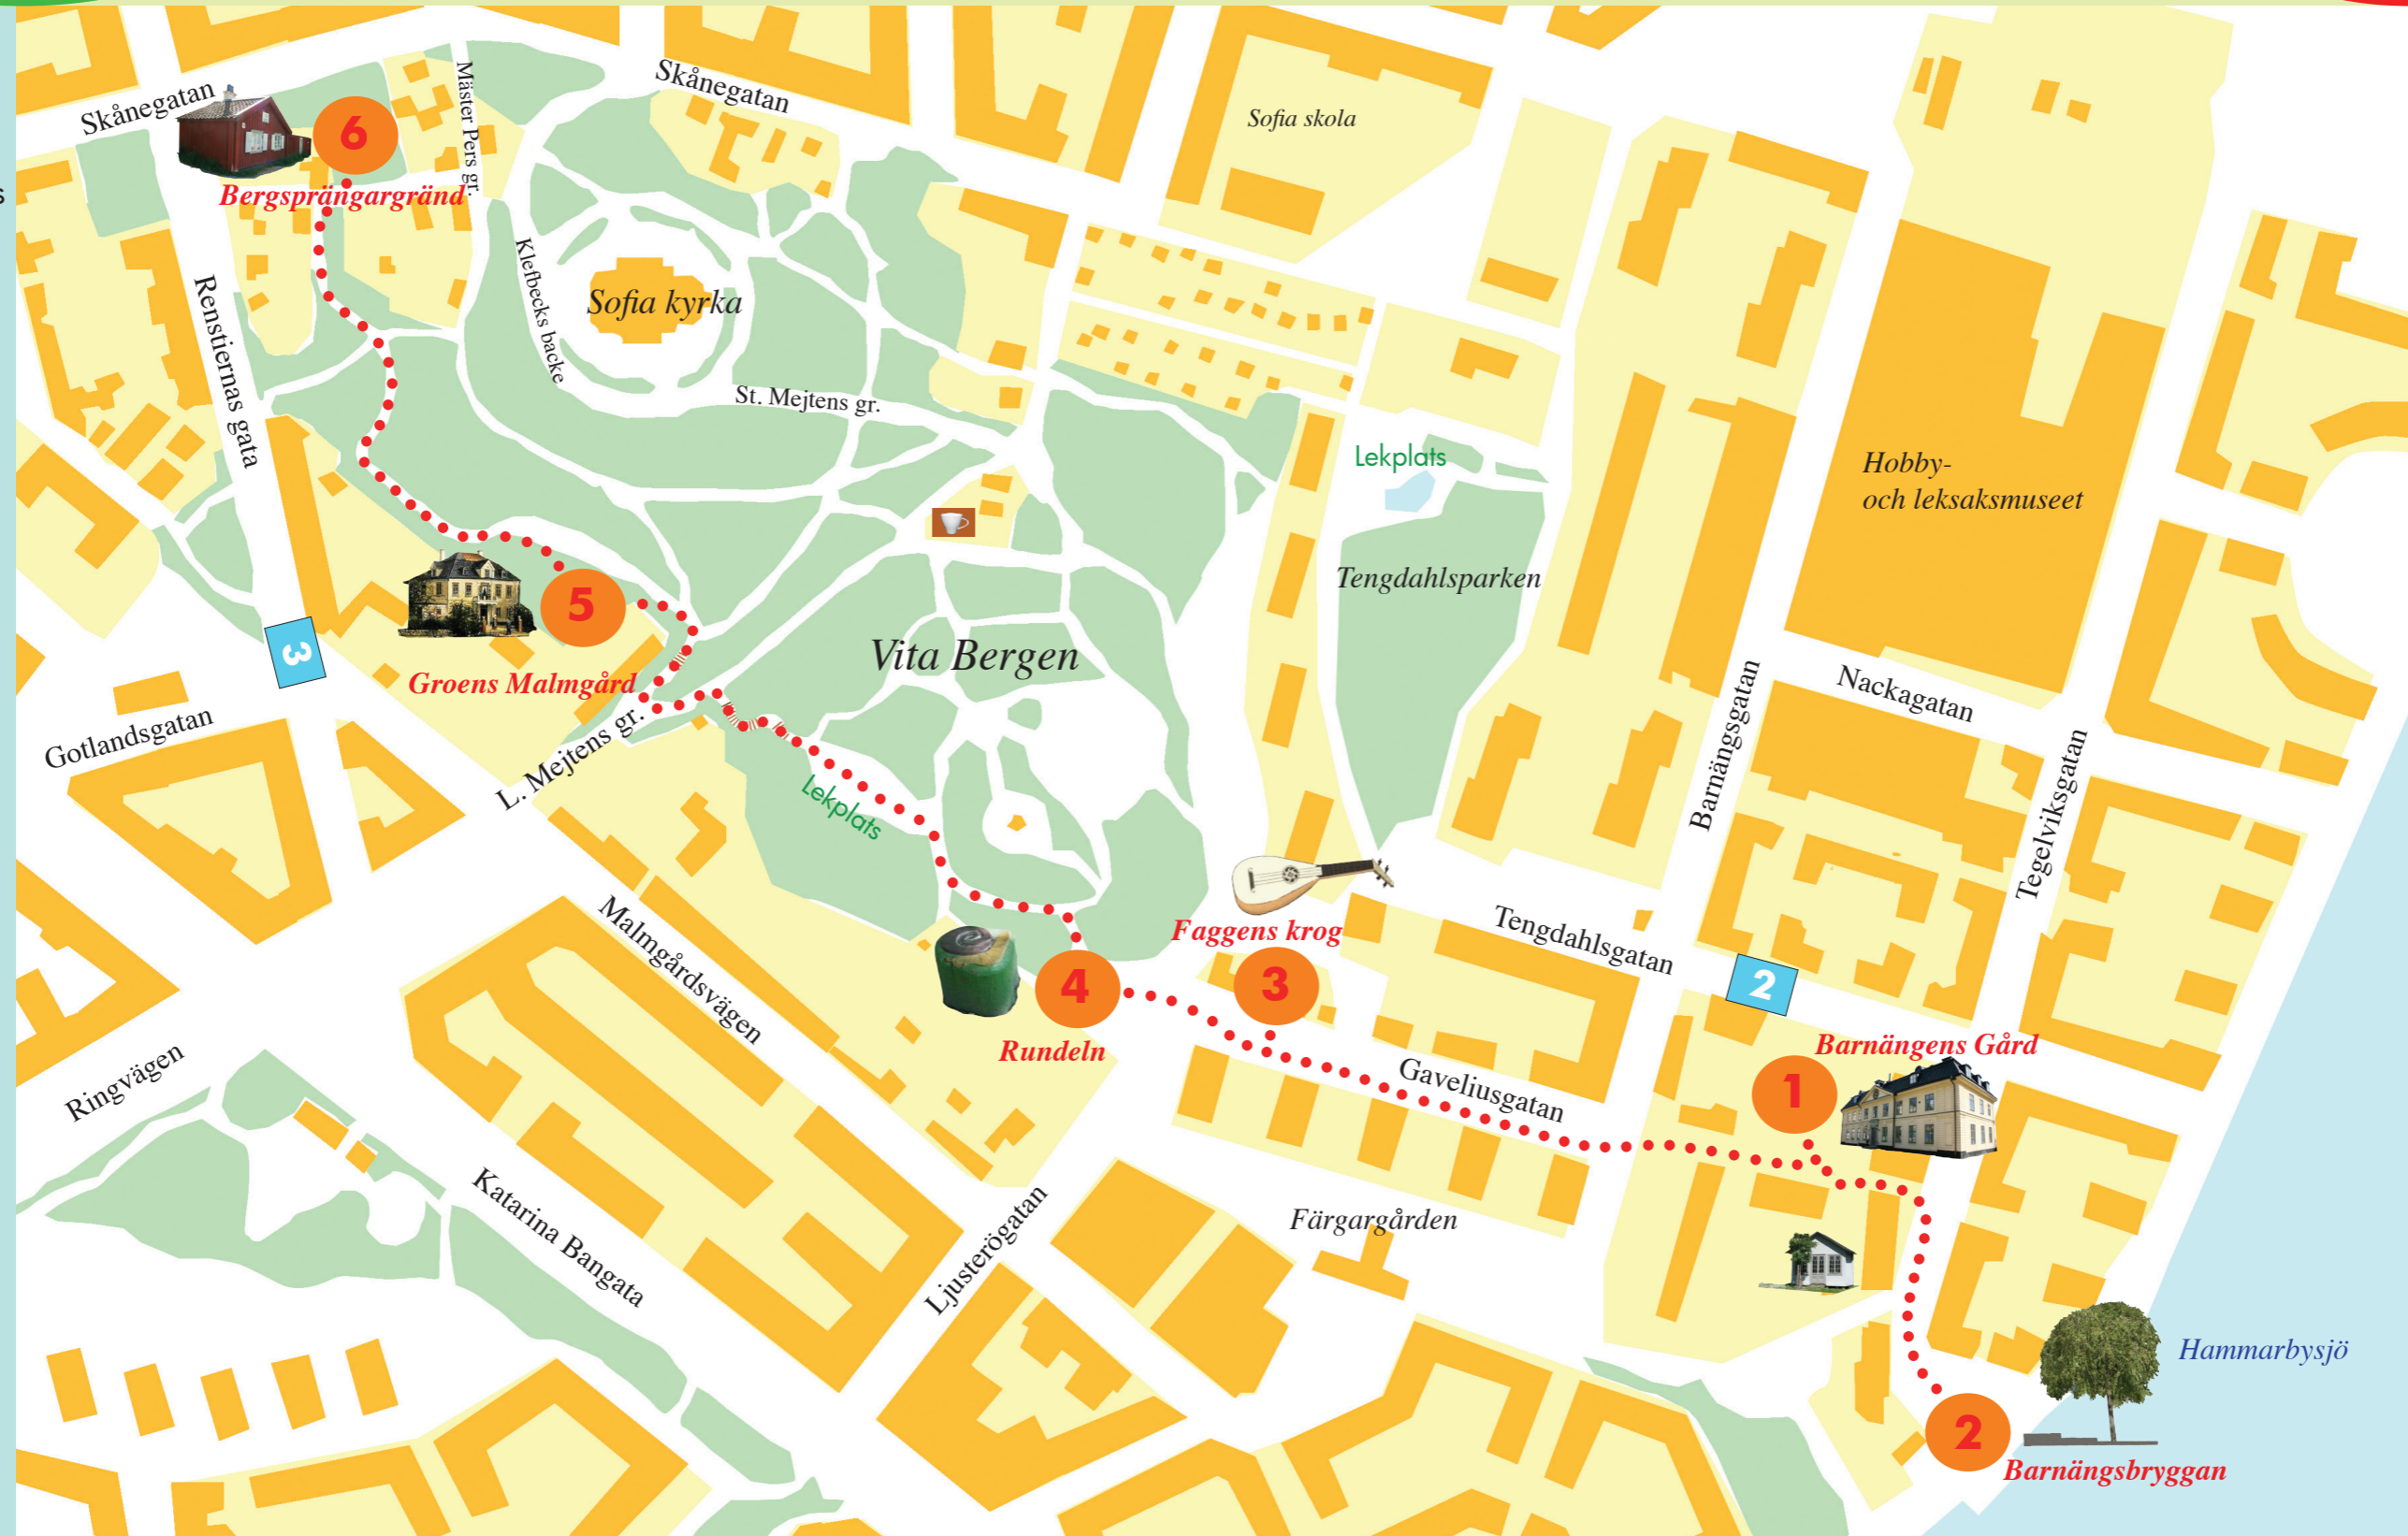 Skånegatan
Mäster Pers gr.
Skånegatan
Sofia skola
s
6
Bergsprängargränd
Klefbecks backe
Sofia kyrka
Renstiernas gata
St. Mejtens gr.
Lekplats
Hobby-
och leksaksmuseet
Tengdahlsparken
5
3
Vita Bergen
Groens Malmgård
Nackagatan
Barnängsgatan
Gotlandsgatan
L. Mejtens gr.
Lekplats
Tegelviksgatan
Malmgårdsvägen
Faggens krog
Tengdahlsgatan
4
3
2
Rundeln
Barnängens Gård
1
Gaveliusgatan
Ringvägen
Katarina Bangata
Ljusterögatan
Färgargården
Hammarbysjö
2
Barnängsbryggan